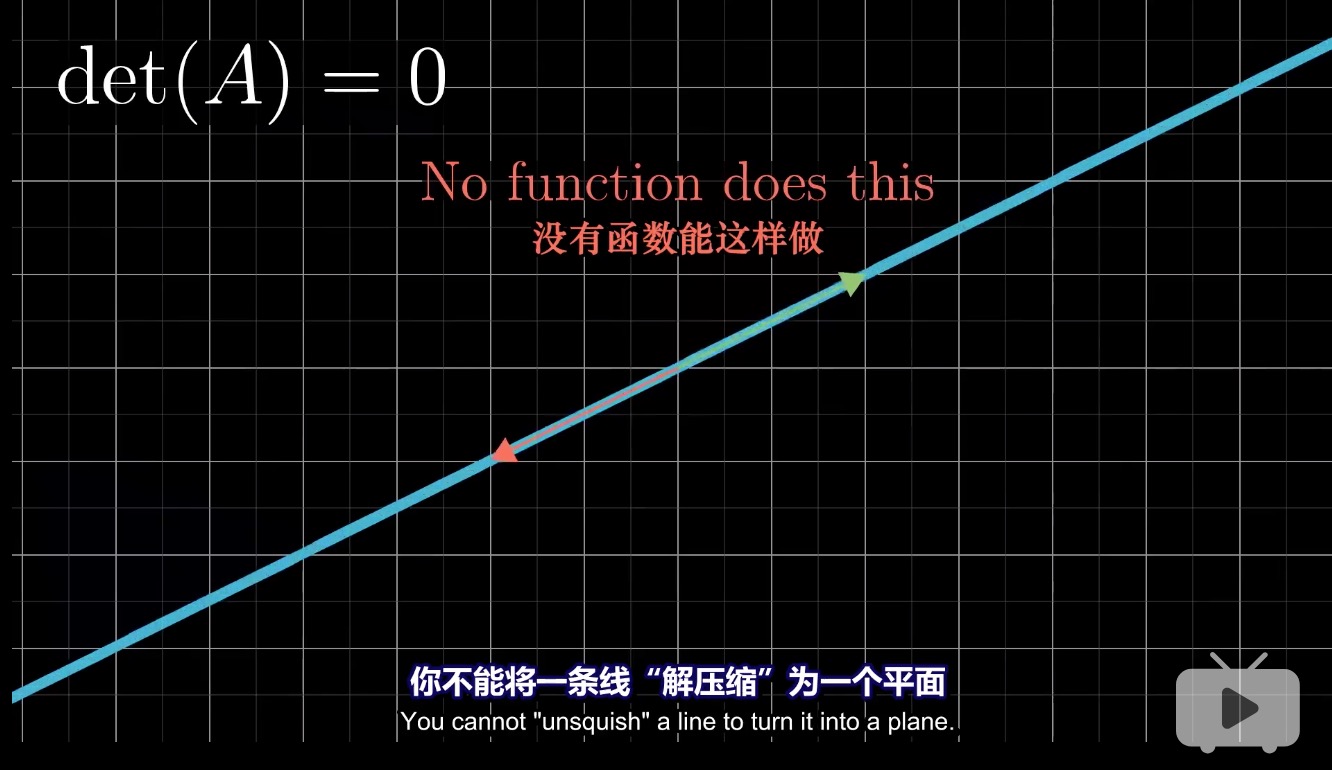 det(A) = 0
No function does this
没有函数能这样做
你不能将一条线“解压缩”为一个平面
You cannot "unsquish" a line to turn it into a plane.